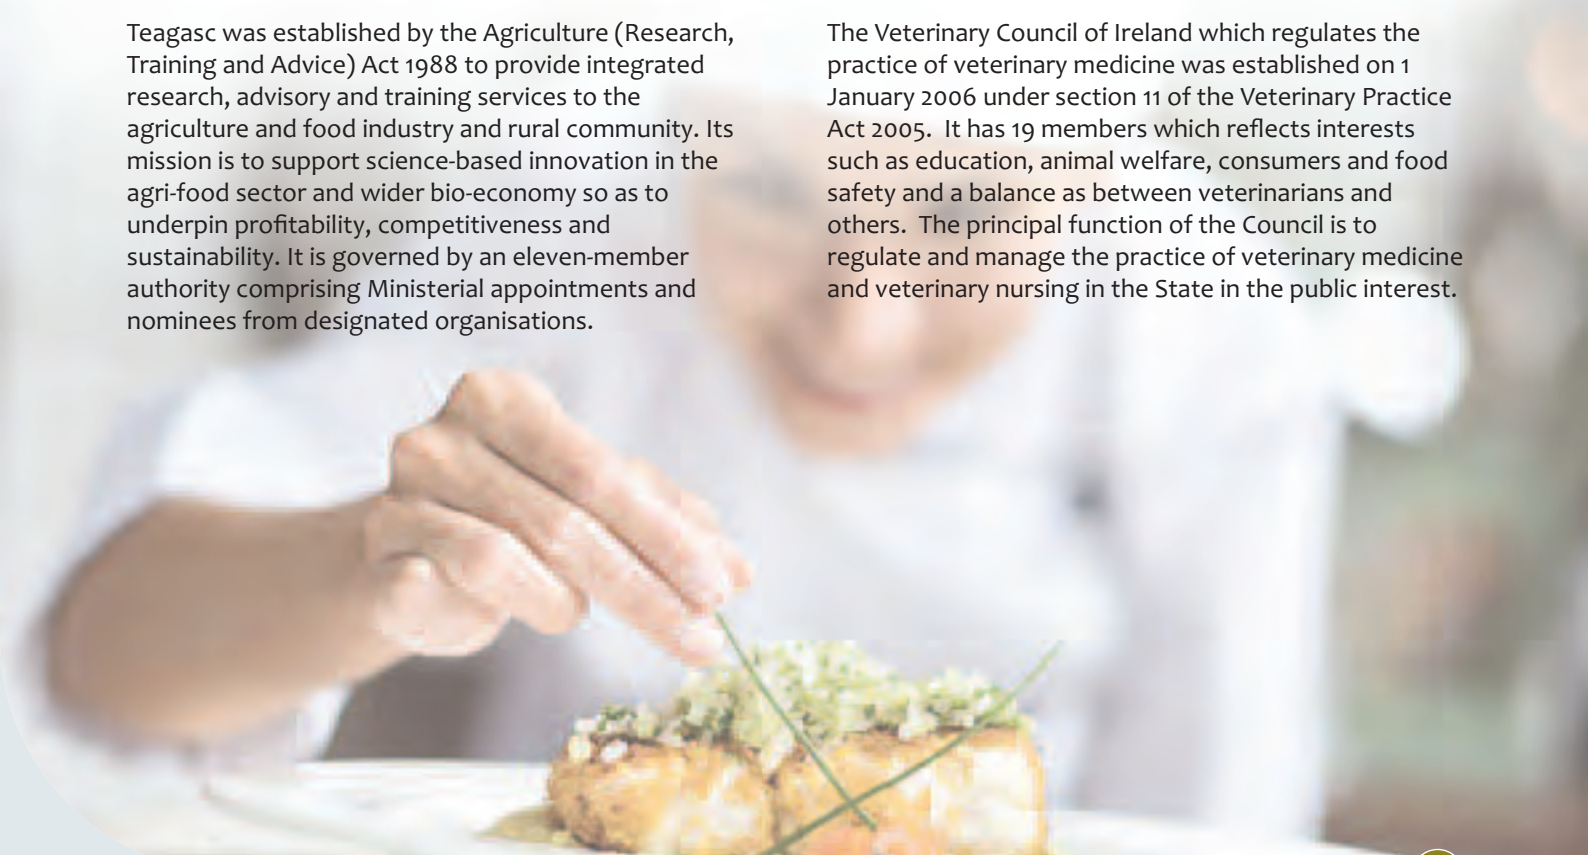 Teagasc was established by the Agriculture (Research,
Training and Advice) Act 1988 to provide integrated
research, advisory and training services to the
agriculture and food industry and rural community. Its
mission is to support science-based innovation in the
agri-food sector and wider bio-economy so as to
underpin profitability, competitiveness and
sustainability. It is governed by an eleven-member
authority comprising Ministerial appointments and
nominees from designated organisations.
The Veterinary Council of Ireland which regulates the
practice of veterinary medicine was established on 1
January 2006 under section 11 of the Veterinary Practice
Act 2005.  It has 19 members which reflects interests
such as education, animal welfare, consumers and food
safety and a balance as between veterinarians and
others.  The principal function of the Council is to
regulate and manage the practice of veterinary medicine
and veterinary nursing in the State in the public interest.